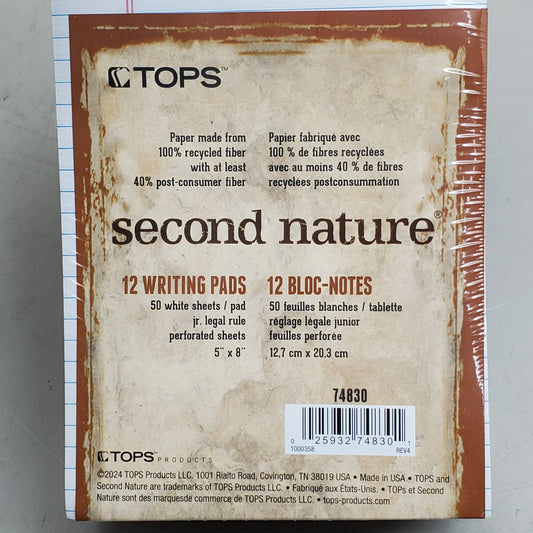 TOPS™
Paper made from
100% recycled fiber
with at least
40% post-consumer fiber
Papier fabriqué avec
100 % de fibres recyclées
avec au moins 40 % de fibres
recyclées postconsummation
second nature®
12 WRITING PADS
50 white sheets / pad
jr. legal rule
perforated sheets
5" x 8"
12 BLOC-NOTES
50 feuilles blanches / tablette
réglage légale junior
feuilles perforée
12,7 cm x 20,3 cm
74830
0 25932 74830 1
1000358 REV4
TOPS PRODUCTS
©2024 TOPS Products LLC. 1001 Rialto Road, Covington, TN 38019 USA • Made in USA. • TOPS and
Second Nature are trademarks of TOPS Products LLC. • Fabriqué aux États-Unis. • TOPs et Second
Nature sont des marquesde commerce de TOPS Products LLC. • tops-products.com